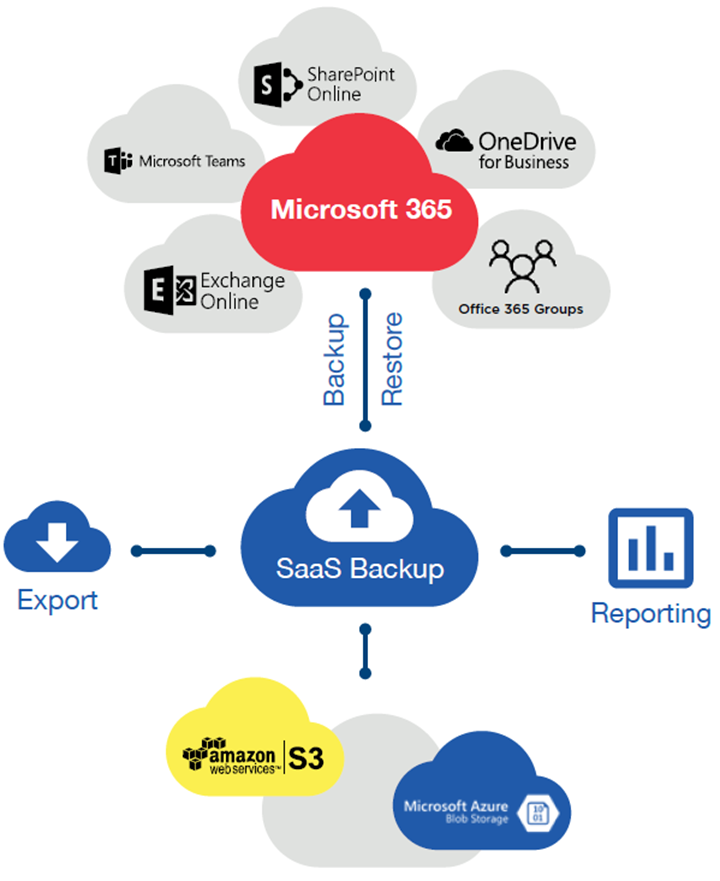 SharePoint
Online
Microsoft Teams
OneDrive
for Business
Microsoft 365
Exchange
Online
Office 365 Groups
Backup
Restore
SaaS Backup
Export
Reporting
amazon
web services™
S3
Microsoft Azure
Blob Storage
10
01